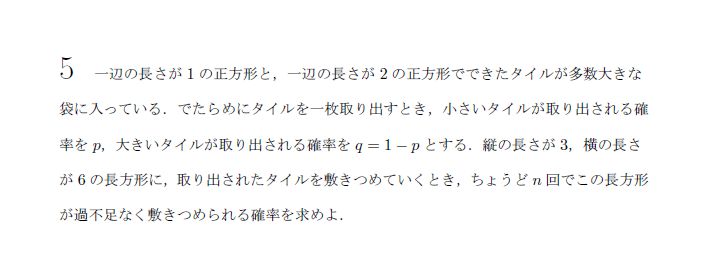 5 一辺の長さが 1 の正方形と，一辺の長さが 2 の正方形でできたタイルが多数大きな
袋に入っている．でたらめにタイルを一枚取り出すとき，小さいタイルが取り出される確
率を p，大きいタイルが取り出される確率を q = 1 − p とする．縦の長さが 3，横の長さ
が 6 の長方形に，取り出されたタイルを敷きつめていくとき，ちょうど n 回でこの長方形
が過不足なく敷きつめられる確率を求めよ．